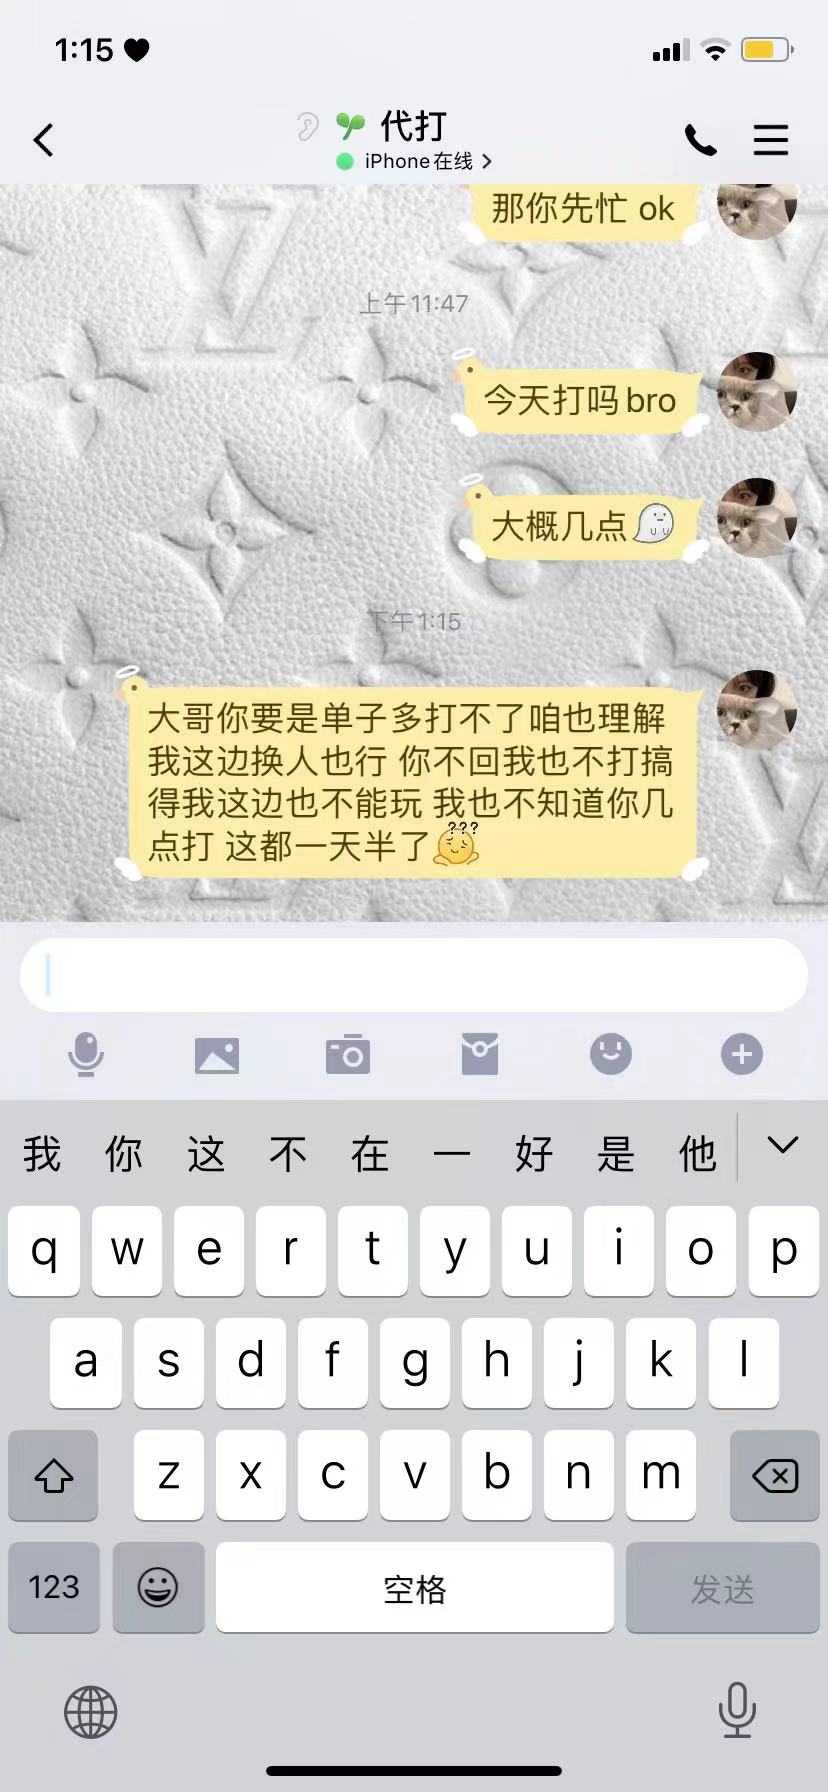 1:15
代打
iPhone在线
那你先忙 ok
上午11:47
今天打吗bro
大概几点
下午1:15
大哥你要是单子多打不了咱也理解
我这边换人也行 你不回我也不打搞
得我这边也不能玩 我也不知道你几
点打 这都一天半了
???
我 你 这 不 在 一 好 是 他
q w e r t y u i o p
a s d f g h j k l
z x c v b n m
123 空格 发送